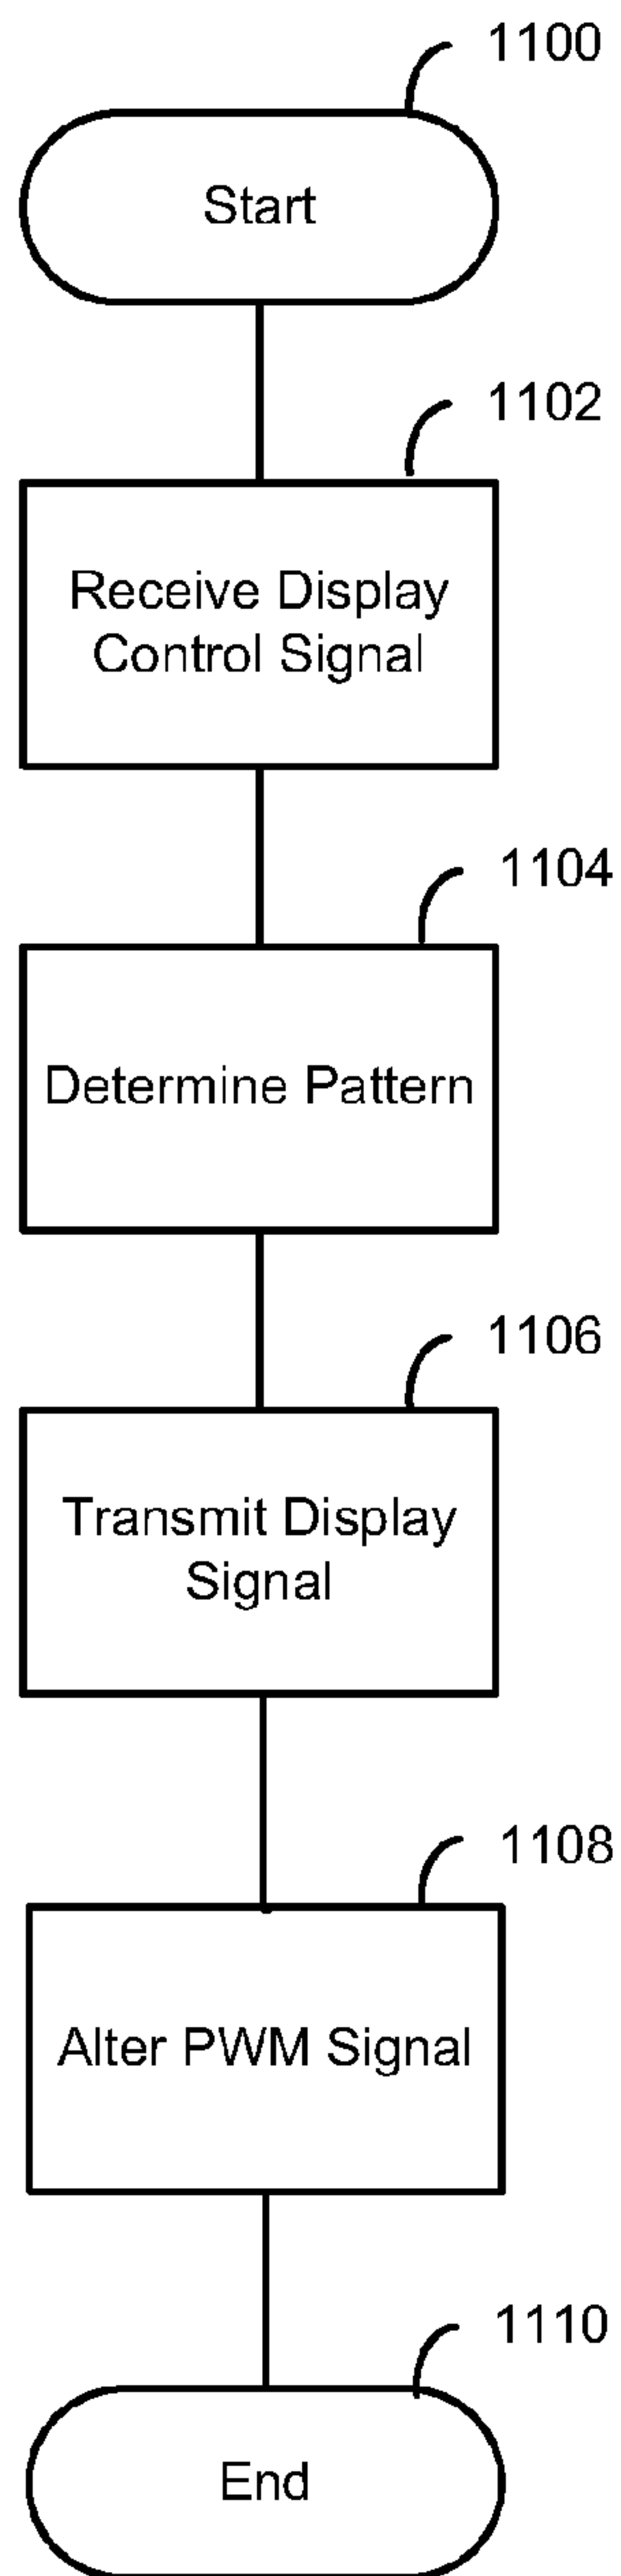 1100
Start
1102
Receive Display
Control Signal
1104
Determine Pattern
1106
Transmit Display
Signal
1108
Alter PWM Signal
1110
End